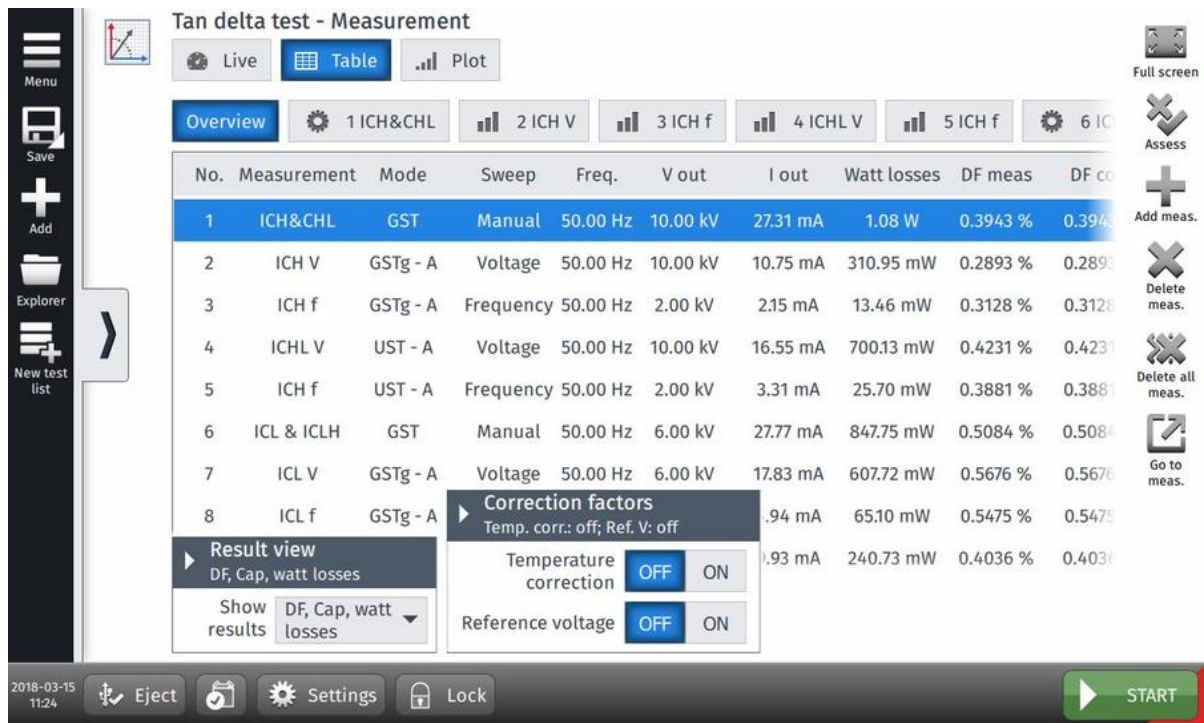 Tan delta test - Measurement
Menu
Live Table Plot
Full screen
Save
Overview 1 ICH&CHL 2 ICH V 3 ICH f 4 ICHL V 5 ICH f
Assess
No. Measurement Mode Sweep Freq. V out I out Watt losses DF meas
Add
1 ICH&CHL GST Manual 50.00 Hz 10.00 kV 27.31 mA 1.08 W 0.3943 %
Add meas.
2 ICH V GSTg - A Voltage 50.00 Hz 10.00 kV 10.75 mA 310.95 mW 0.2893 %
Explorer
Delete
meas.
3 ICH f GSTg - A Frequency 50.00 Hz 2.00 kV 2.15 mA 13.46 mW 0.3128 %
4 ICHL V UST - A Voltage 50.00 Hz 10.00 kV 16.55 mA 700.13 mW 0.4231 %
New test
list
Delete all
meas.
5 ICH f UST - A Frequency 50.00 Hz 2.00 kV 3.31 mA 25.70 mW 0.3881 %
6 ICL & ICLH GST Manual 50.00 Hz 6.00 kV 27.77 mA 847.75 mW 0.5084 %
Go to
meas.
7 ICL V GSTg - A Voltage 50.00 Hz 6.00 kV 17.83 mA 607.72 mW 0.5676 %
8 ICL f GSTg - A .94 mA 65.10 mW 0.5475 %
.93 mA 240.73 mW 0.4036 %
Result view
DF, Cap, watt losses
Show
results
DF, Cap, watt
losses
Correction factors
Temp. corr.: off; Ref. V: off
Temperature
correction
OFF ON
Reference voltage OFF ON
2018-03-15
11:24
Eject Settings Lock START